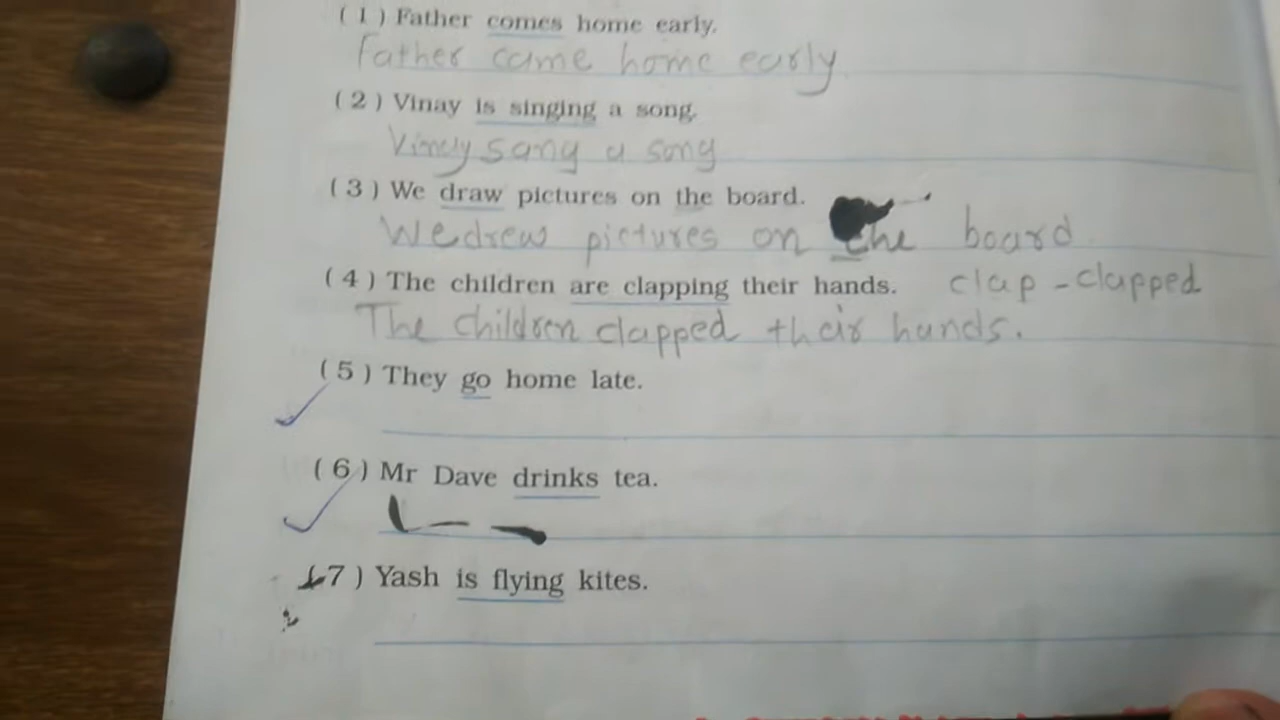 ( 1 ) Father comes home early.
Father came home early
( 2 ) Vinay is singing a song.
Vinay sang a song
( 3 ) We draw pictures on the board.
We drew pictures on the board
( 4 ) The children are clapping their hands. clap - clapped
The children clapped their hands.
( 5 ) They go home late.
( 6 ) Mr Dave drinks tea.
( 7 ) Yash is flying kites.